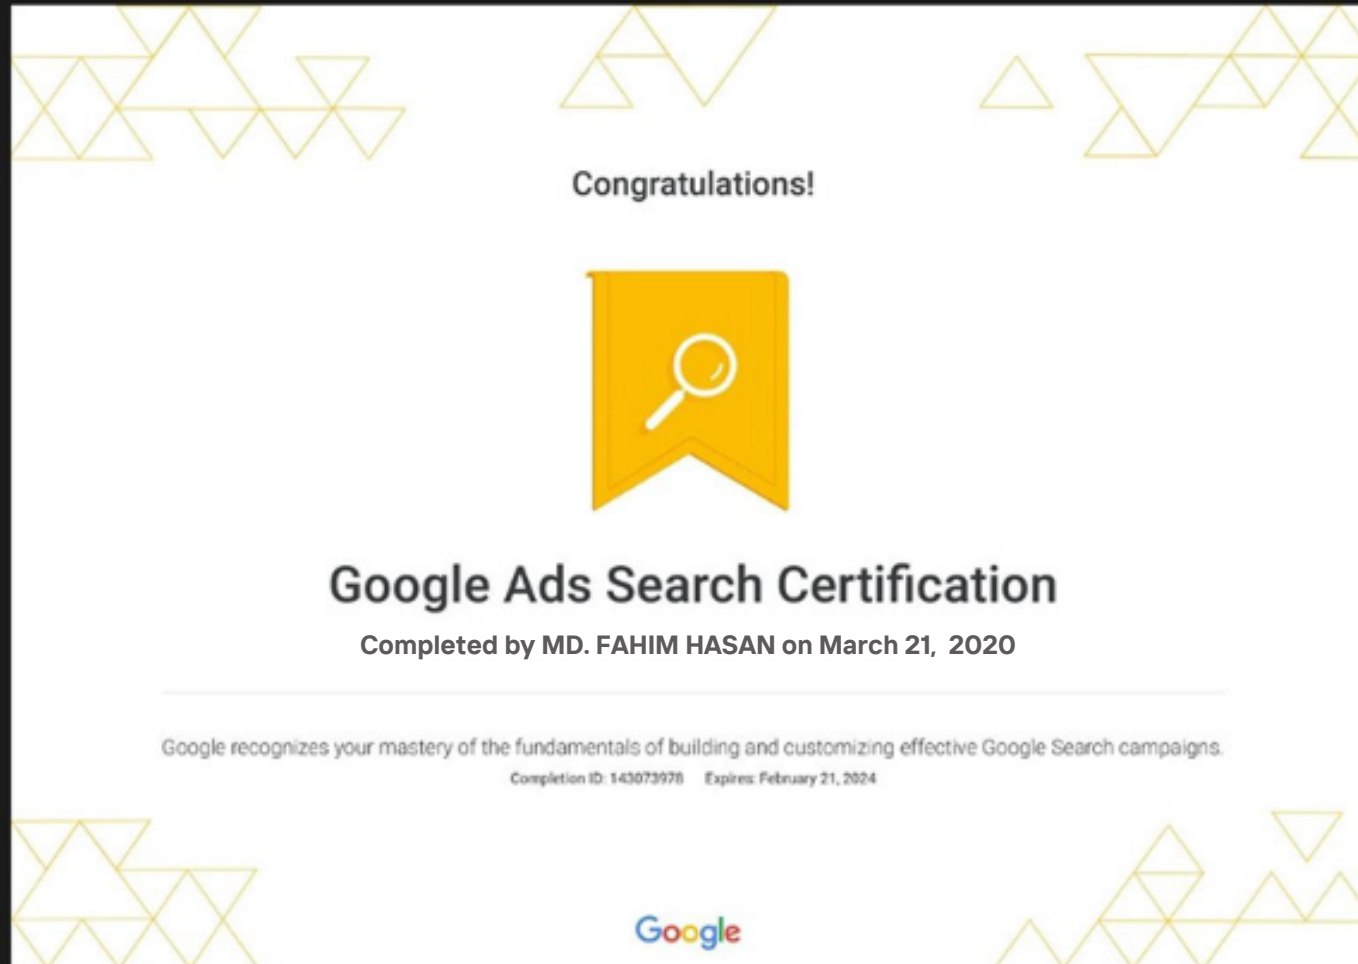 Congratulations!
Google Ads Search Certification
Completed by MD. FAHIM HASAN on March 21, 2020
Google recognizes your mastery of the fundamentals of building and customizing effective Google Search campaigns.
Completion ID: 143073978 Expires: February 21, 2024
Google